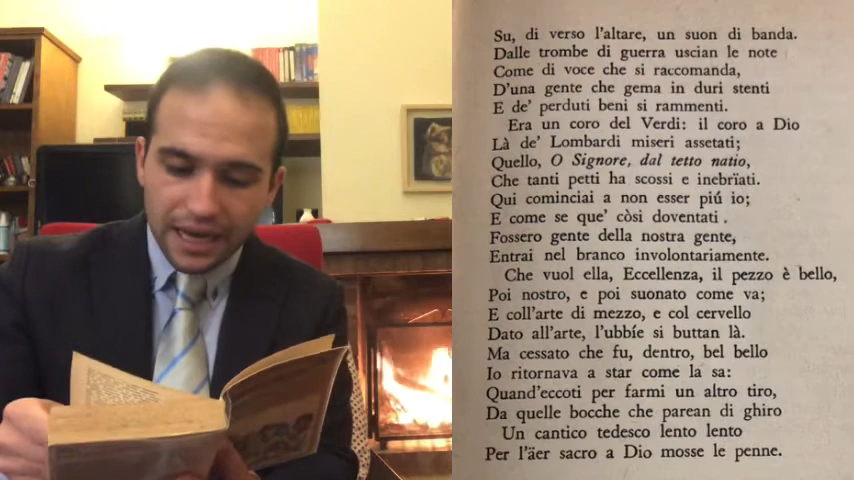 Su, di verso l'altare, un suon di banda.
Dalle trombe di guerra uscian le note
Come di voce che si raccomanda,
D'una gente che gema in duri stenti
E de' perduti beni si rammenti.
Era un coro del Verdi: il coro a Dio
Là de' Lombardi miseri assetati;
Quello, O Signore, dal tetto natio,
Che tanti petti ha scossi e inebrïati.
Qui cominciai a non esser piú io;
E come se que' còsi doventati.
Fossero gente della nostra gente,
Entrai nel branco involontariamente.
Che vuol ella, Eccellenza, il pezzo è bello,
Poi nostro, e poi suonato come va;
E coll'arte di mezzo, e col cervello
Dato all'arte, l'ubbíe si buttan là.
Ma cessato che fu, dentro, bel bello
Io ritornava a star come la sa:
Quand'eccoti per farmi un altro tiro,
Da quelle bocche che parean di ghiro
Un cantico tedesco lento lento
Per l'äer sacro a Dio mosse le penne.